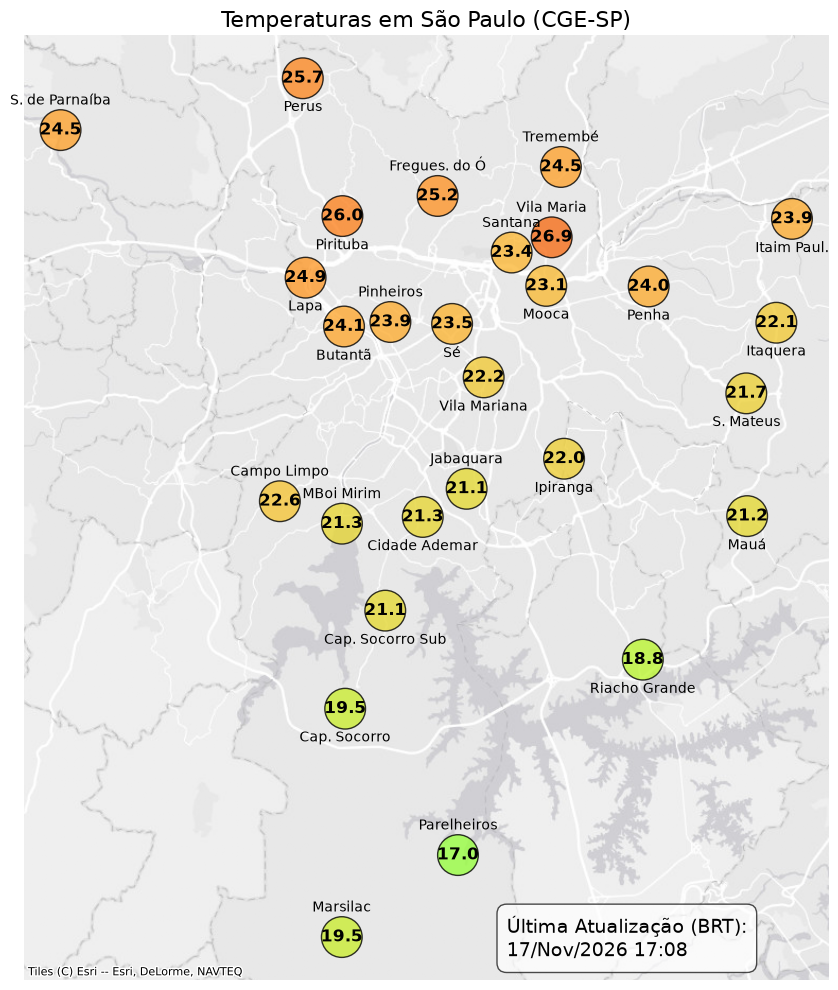 Temperaturas em São Paulo (CGE-SP)
25.7
Perus
S. de Parnaíba
24.5
Tremembé
24.5
Fregues. do Ó
25.2
Vila Maria
26.9
26.0
Pirituba
Santana
23.4
23.9
Itaim Paul.
24.9
Lapa
23.1
Mooca
24.0
Penha
Pinheiros
23.9
24.1
Butantã
23.5
Sé
22.1
Itaquera
22.2
Vila Mariana
21.7
S. Mateus
22.0
Ipiranga
Jabaquara
21.1
Campo Limpo
22.6
MBoi Mirim
21.3
21.3
Cidade Ademar
21.2
Mauá
21.1
Cap. Socorro Sub
18.8
Riacho Grande
19.5
Cap. Socorro
Parelheiros
17.0
Marsilac
19.5
Última Atualização (BRT):
17/Nov/2026 17:08
Tiles (C) Esri -- Esri, DeLorme, NAVTEQ